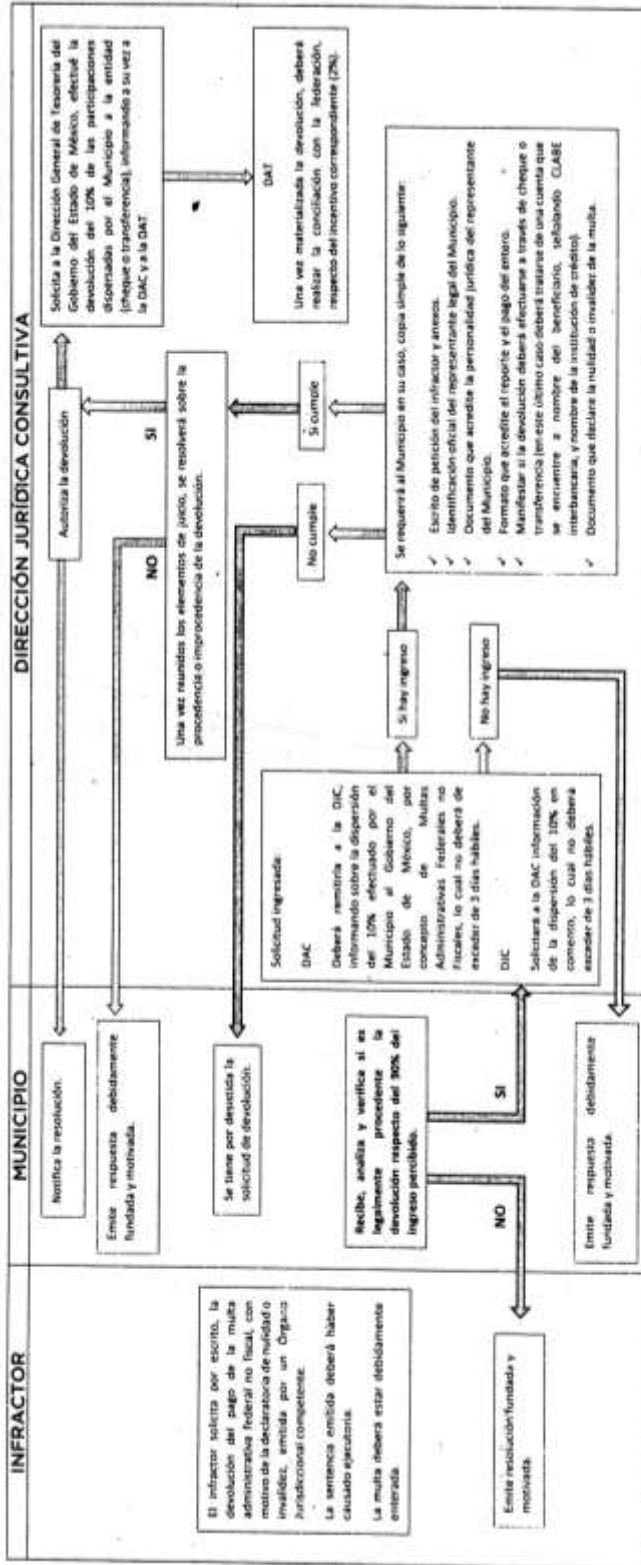 INFRACTOR
MUNICIPIO
DIRECCIÓN JURÍDICA CONSULTIVA
El infractor solicita por escrito, la
devolución del pago de la multa
administrativa federal no fiscal, con
motivo de la declaratoria de nulidad o
invalidez, emitida por un Órgano
Jurisdiccional competente.
La sentencia emitida deberá haber
causado ejecutoria.
La multa deberá estar debidamente
enterada.
Emite resolución fundada y
motivada.
Notifica la resolución.
Emite respuesta debidamente
fundada y motivada.
Se tiene por desistida la
solicitud de devolución.
Recibe, analiza y verifica si es
legalmente procedente la
devolución respecto del 90% del
ingreso percibido.
NO
SI
Emite respuesta debidamente
fundada y motivada.
Solicitud ingresada:
DAC
Deberá remitirla a la DJC,
informando sobre la dispersión
del 10% efectuado por el
Municipio al Gobierno del
Estado de México, por
concepto de Multas
Administrativas Federales no
Fiscales, lo cual no deberá de
exceder de 3 días hábiles.
DJC
Solicitará a la DAC información
de la dispersión del 10% en
comento, lo cual no deberá
exceder de 3 días hábiles.
Si hay ingreso
No hay ingreso
Se requerirá al Municipio en su caso, copia simple de lo siguiente:
✓ Escrito de petición del infractor y anexos.
✓ Identificación oficial del representante legal del Municipio.
✓ Documento que acredite la personalidad jurídica del representante
del Municipio.
✓ Formato que acredite el reporte y el pago del entero.
✓ Manifestar si la devolución deberá efectuarse a través de cheque o
transferencia (en este último caso deberá tratarse de una cuenta que
se encuentre a nombre del beneficiario, señalando CLABE
interbancaria, y nombre de la institución de crédito).
✓ Documento que declare la nulidad o invalidez de la multa.
No cumple
Si cumple
Una vez reunidos los elementos de juicio, se resolverá sobre la
procedencia o improcedencia de la devolución.
NO
SI
Autoriza la devolución
Solicita a la Dirección General de Tesorería del
Gobierno del Estado de México, efectué la
devolución del 10% de las participaciones
dispersadas por el Municipio a la entidad
(cheque o transferencia), informando a su vez a
la DAC y a la DAT.
DAT
Una vez materializada la devolución, deberá
realizar la conciliación con la federación,
respecto del incentivo correspondiente (2%).